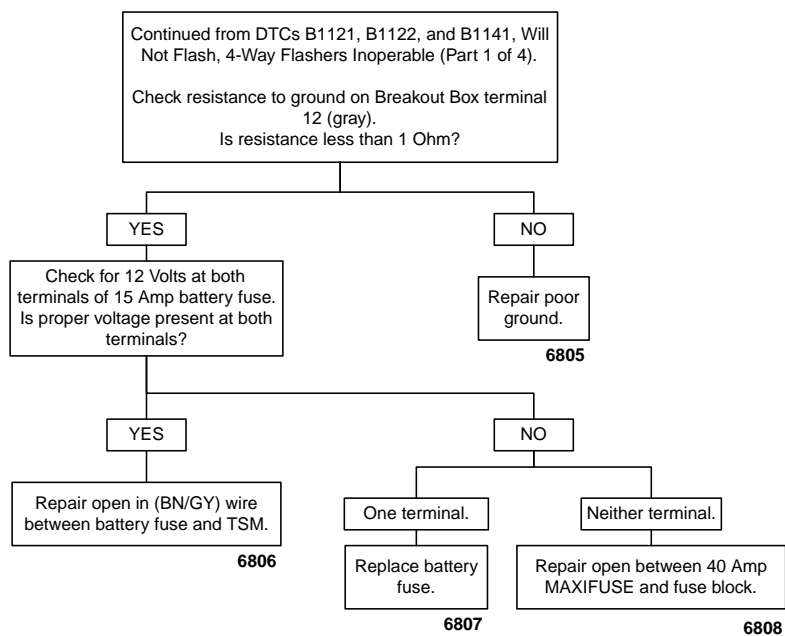 Continued from DTCs B1121, B1122, and B1141, Will
Not Flash, 4-Way Flashers Inoperable (Part 1 of 4).
Check resistance to ground on Breakout Box terminal
12 (gray).
Is resistance less than 1 Ohm?
YES
NO
Check for 12 Volts at both
terminals of 15 Amp battery fuse.
Is proper voltage present at both
terminals?
Repair poor
ground.
6805
YES
NO
Repair open in (BN/GY) wire
between battery fuse and TSM.
6806
One terminal.
Neither terminal.
Replace battery
fuse.
6807
Repair open between 40 Amp
MAXIFUSE and fuse block.
6808